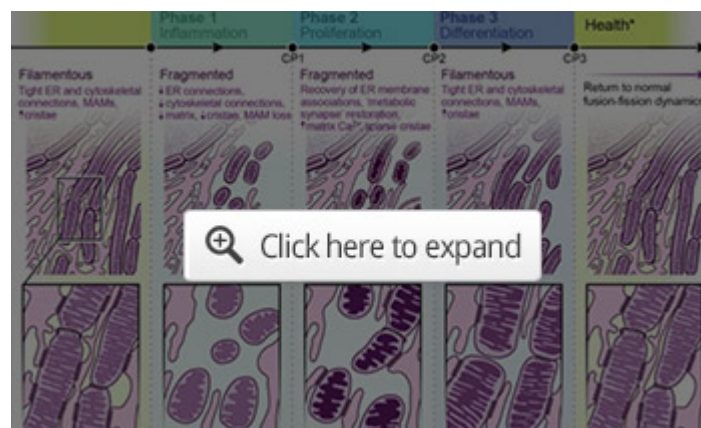 Phase 1
Inflammation
Phase 2
Proliferation
Phase 3
Differentiation
Health*
CP1
CP2
CP3
Filamentous
Tight ER and cytoskeletal
connections, MAMs,
↑cristae
Fragmented
↓ER connections,
↓cytoskeletal connections,
↓matrix, ↓cristae, MAM loss
Fragmented
Recovery of ER membrane
associations, 'metabolic
synapse' restoration,
↑matrix Ca2+, sparse cristae
Filamentous
Tight ER and cytoskeletal
connections, MAMs,
↑cristae
Return to normal
fusion-fission dynamics
Click here to expand